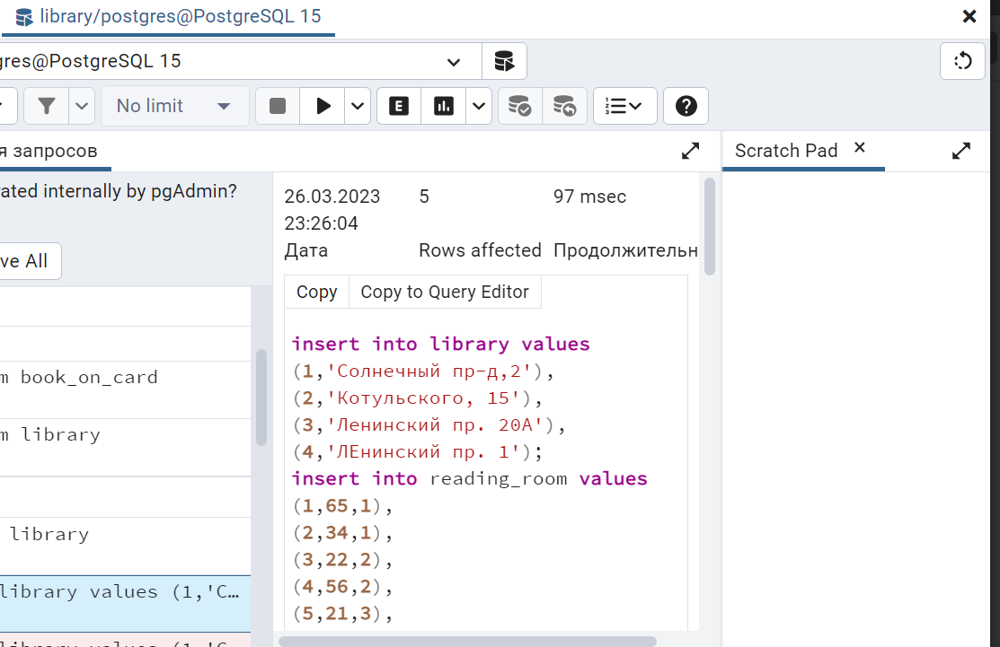 library/postgres@PostgreSQL 15
gres@PostgreSQL 15
No limit
E
я запросов
Scratch Pad
ated internally by pgAdmin?
ve All
m book_on_card
m library
library
library values (1,'С…
26.03.2023 5 97 msec
23:26:04
Дата Rows affected Продолжительн
Copy Copy to Query Editor
insert into library values
(1,'Солнечный пр-д,2'),
(2,'Котульского, 15'),
(3,'Ленинский пр. 20А'),
(4,'ЛЕнинский пр. 1');
insert into reading_room values
(1,65,1),
(2,34,1),
(3,22,2),
(4,56,2),
(5,21,3),